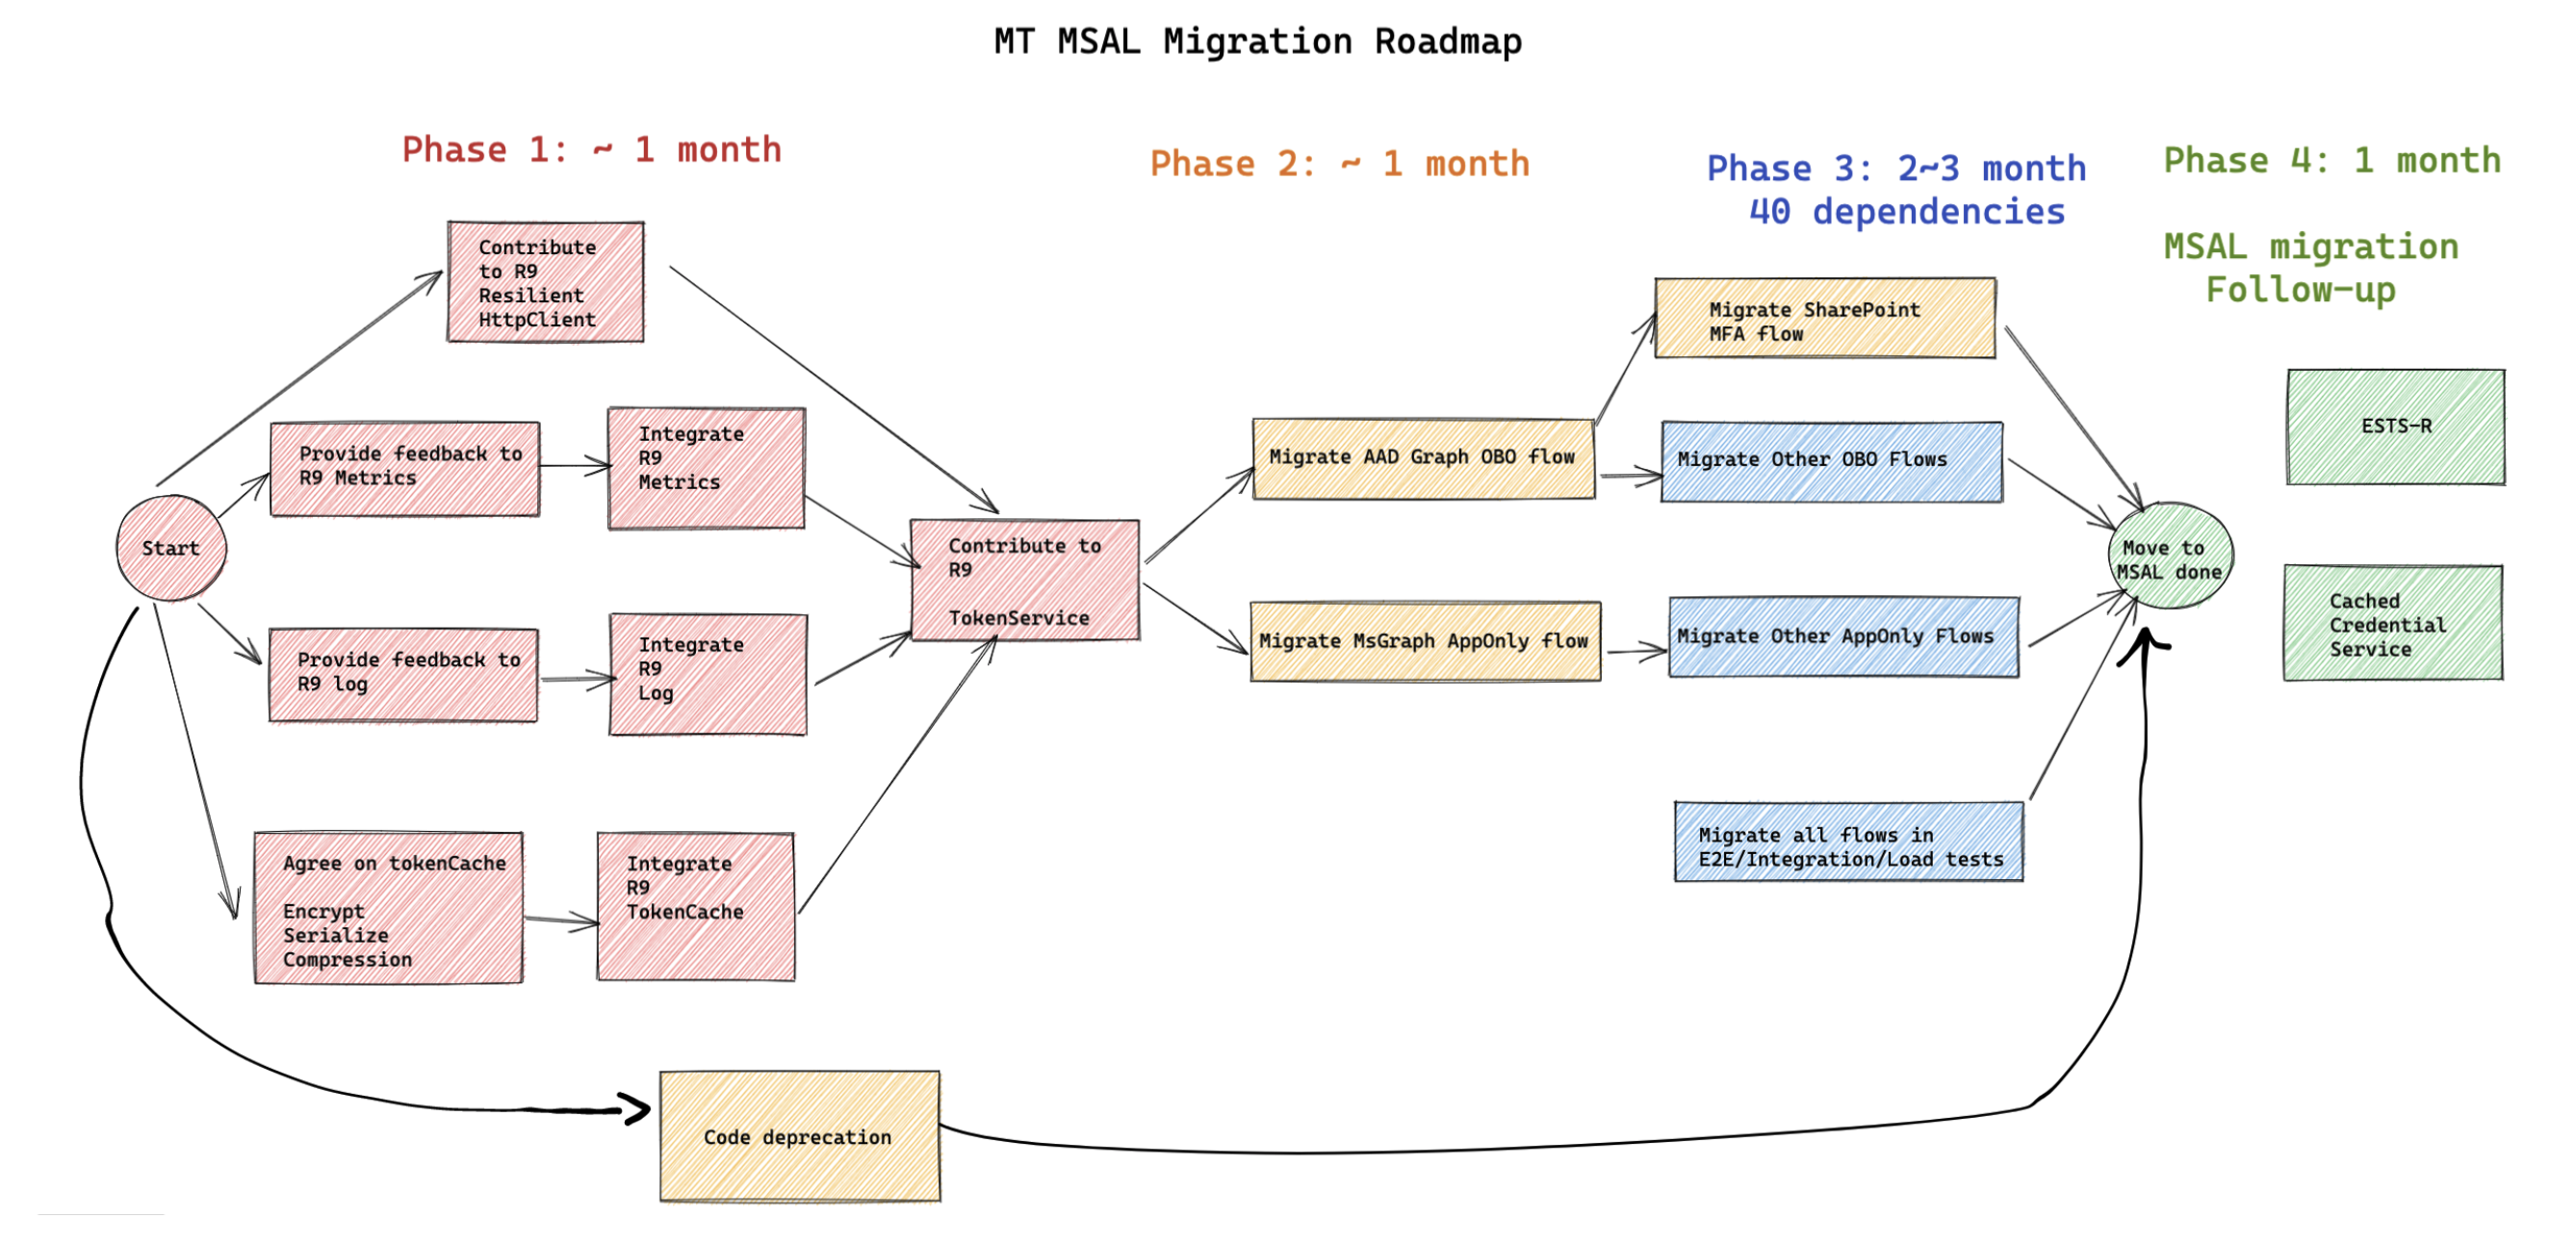 MT MSAL Migration Roadmap
Phase 1: ~ 1 month
Phase 2: ~ 1 month
Phase 3: 2~3 month
40 dependencies
Phase 4: 1 month
MSAL migration
Follow-up
Contribute
to R9
Resilient
HttpClient
Provide feedback to
R9 Metrics
Integrate
R9
Metrics
Start
Provide feedback to
R9 log
Integrate
R9
Log
Agree on tokenCache
Encrypt
Serialize
Compression
Integrate
R9
TokenCache
Contribute to
R9
TokenService
Code deprecation
Migrate AAD Graph OBO flow
Migrate MsGraph AppOnly flow
Migrate SharePoint
MFA flow
Migrate Other OBO Flows
Migrate Other AppOnly Flows
Migrate all flows in
E2E/Integration/Load tests
Move to
MSAL done
ESTS-R
Cached
Credential
Service